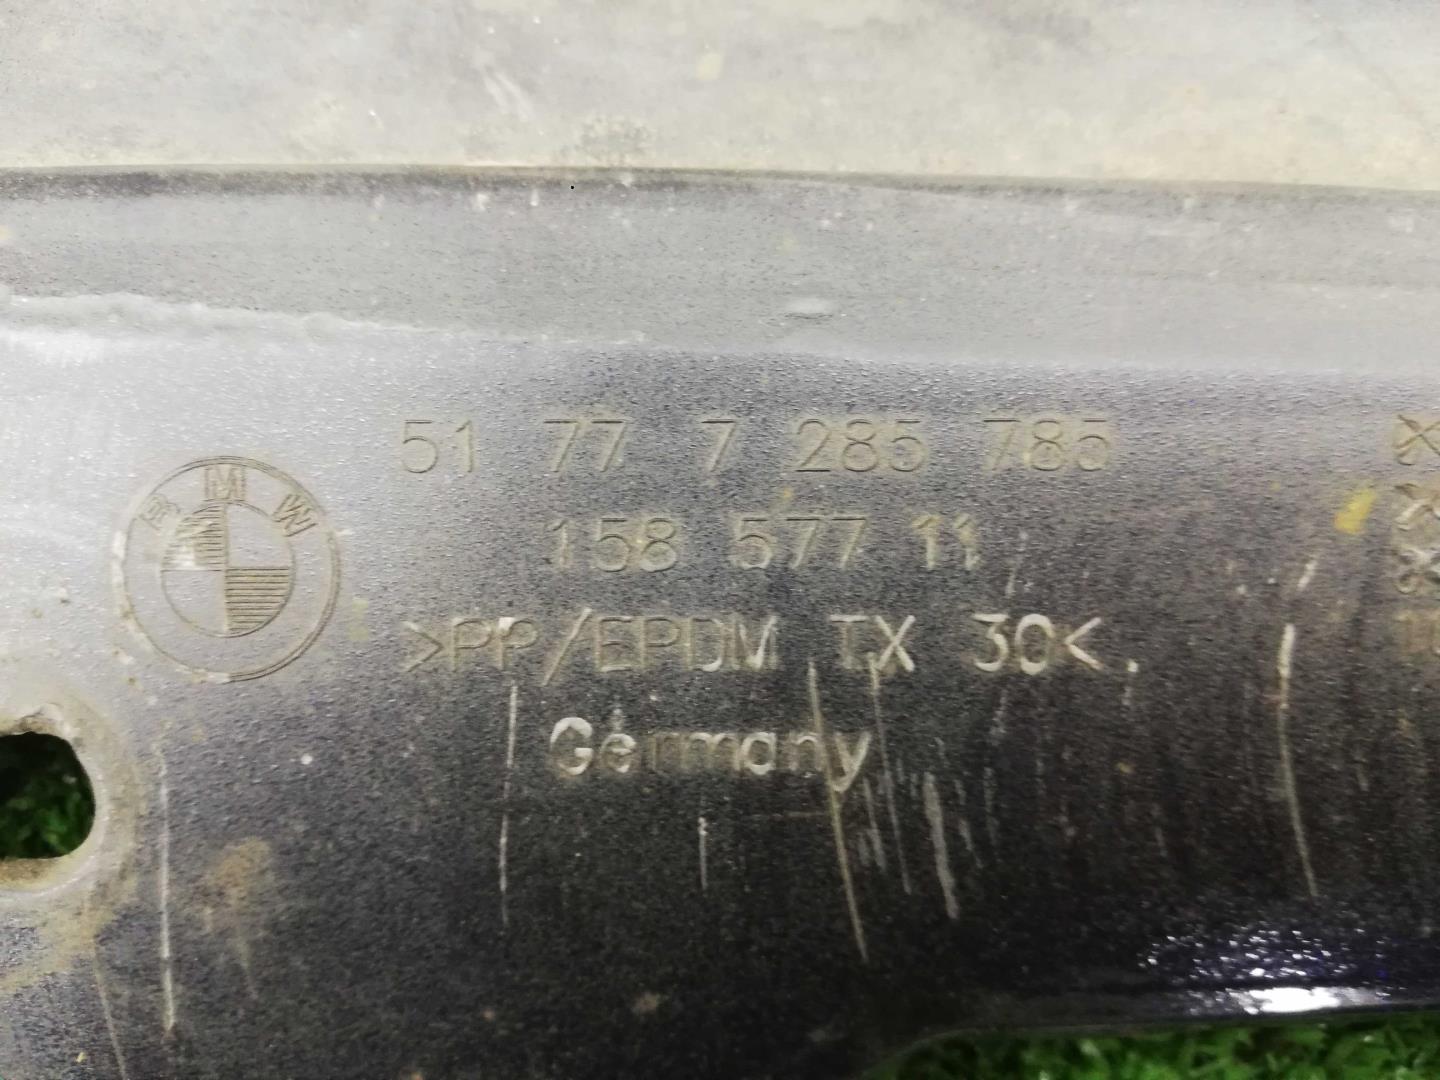 51 77 7 285 785
BMW
158 577 11
>PP/EPDM TX 30<.
Germany